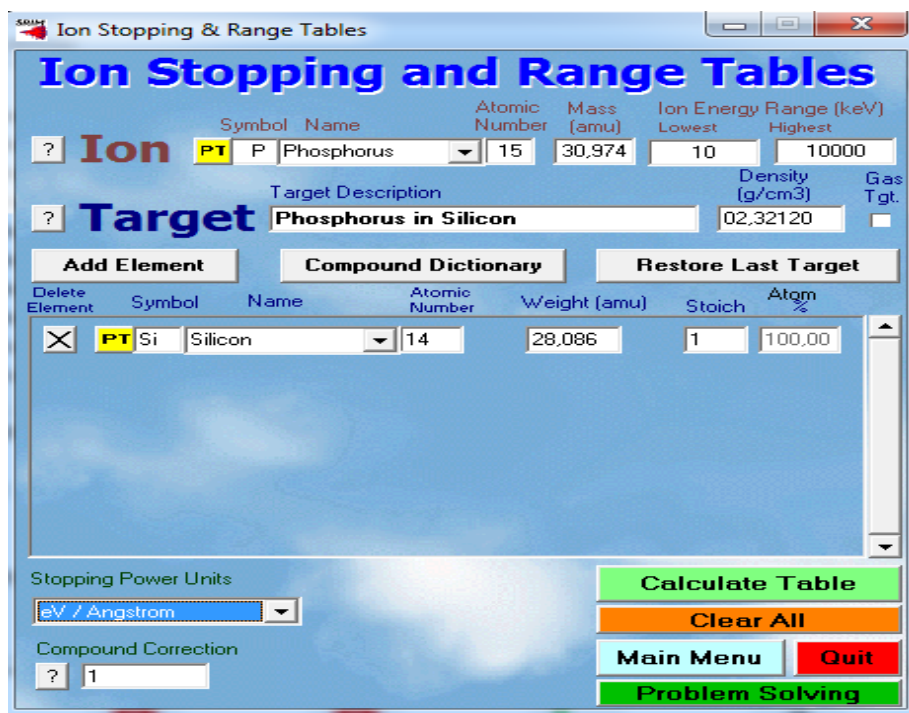 SRIM Ion Stopping & Range Tables
Ion Stopping and Range Tables
Symbol Name Atomic Number Mass (amu) Ion Energy Range (keV) Lowest Highest
? Ion PT P Phosphorus 15 30,974 10 10000
Target Description Density (g/cm3) Gas Tgt.
? Target Phosphorus in Silicon 02,32120
Add Element Compound Dictionary Restore Last Target
Delete Element Symbol Name Atomic Number Weight (amu) Stoich Atom %
X PT Si Silicon 14 28,086 1 100,00
Stopping Power Units
eV / Angstrom
Calculate Table
Clear All
Compound Correction
? 1
Main Menu Quit
Problem Solving